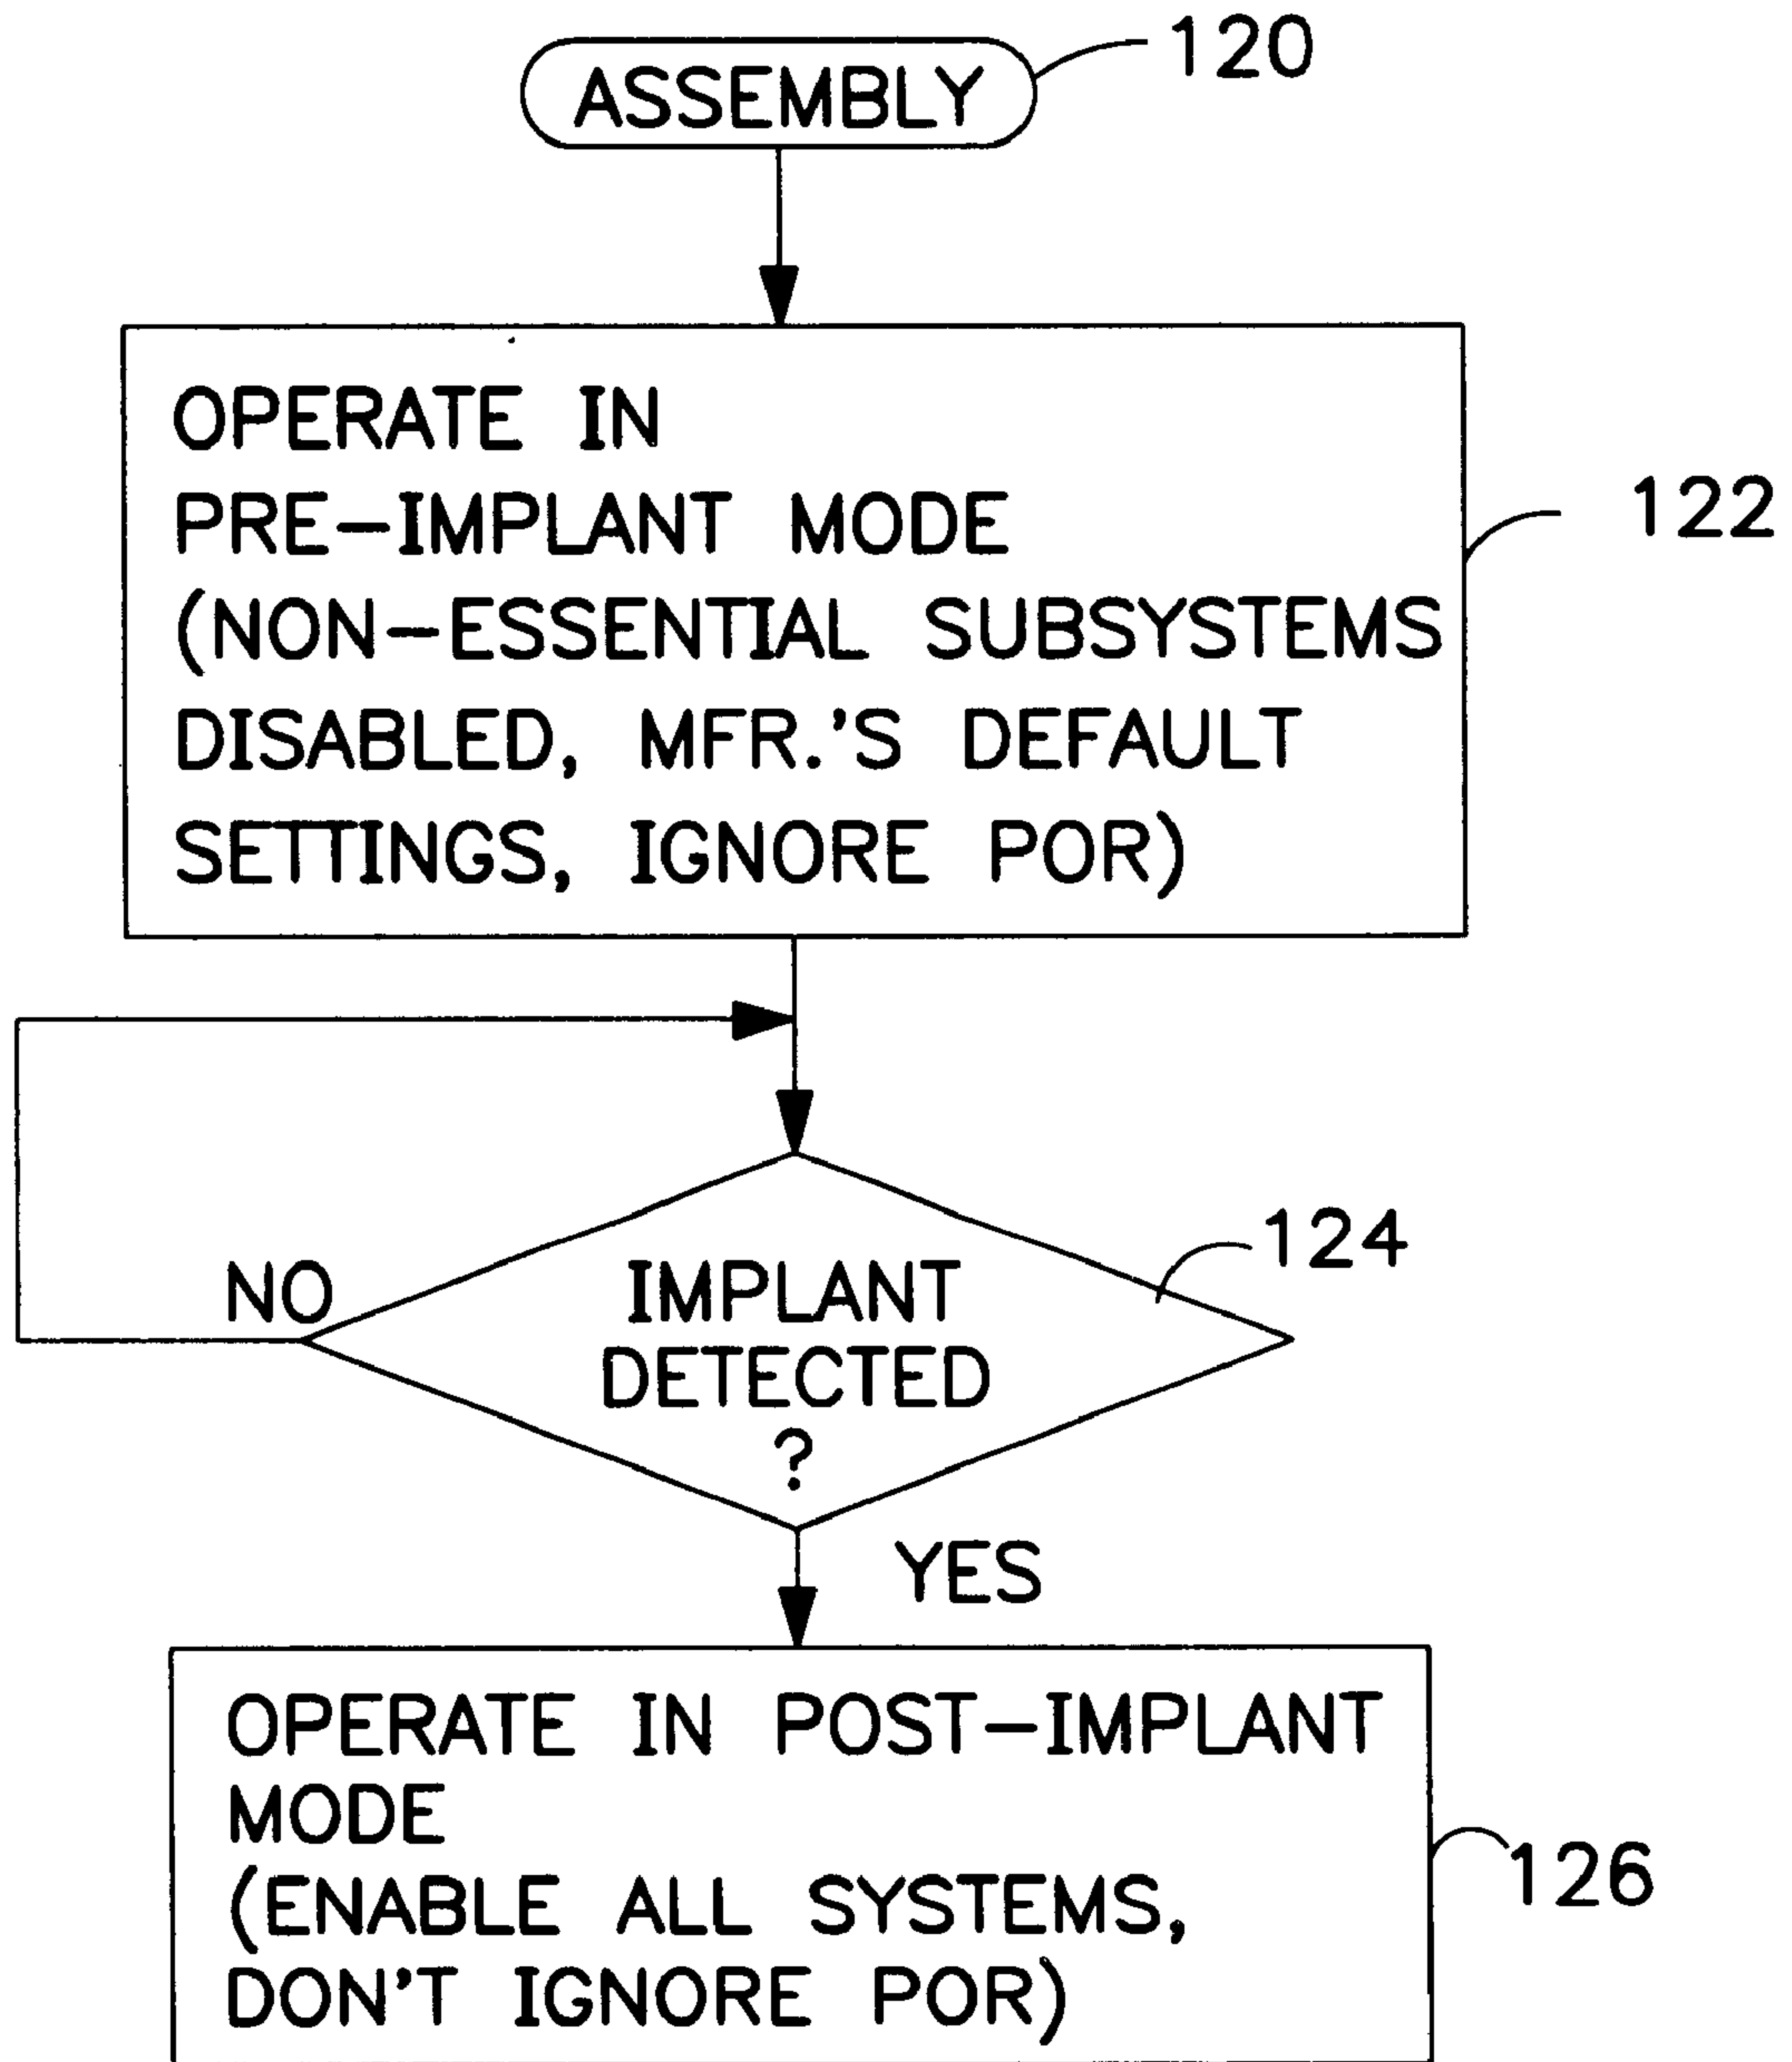 ASSEMBLY
120
OPERATE IN
PRE-IMPLANT MODE
(NON-ESSENTIAL SUBSYSTEMS
DISABLED, MFR.'S DEFAULT
SETTINGS, IGNORE POR)
122
NO
IMPLANT
DETECTED
?
124
YES
OPERATE IN POST-IMPLANT
MODE
(ENABLE ALL SYSTEMS,
DON'T IGNORE POR)
126